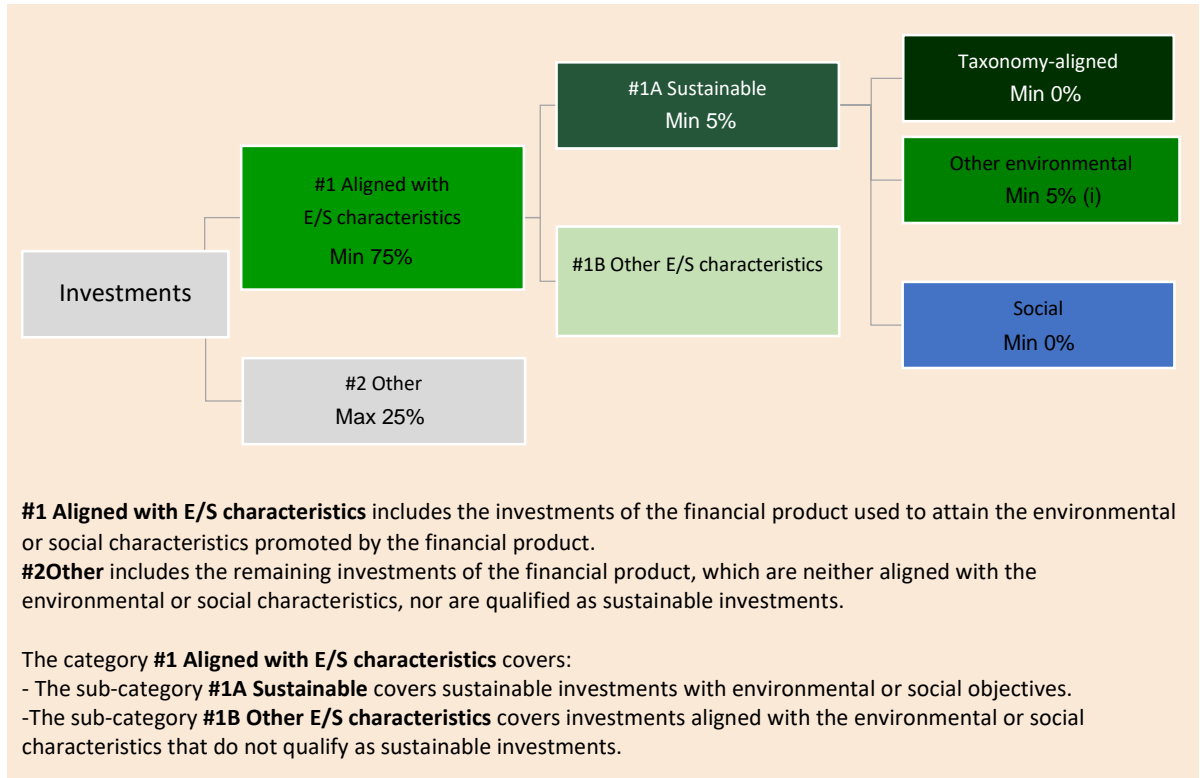 Investments
#1 Aligned with
E/S characteristics
Min 75%
#2 Other
Max 25%
#1A Sustainable
Min 5%
#1B Other E/S characteristics
Taxonomy-aligned
Min 0%
Other environmental
Min 5% (i)
Social
Min 0%
#1 Aligned with E/S characteristics includes the investments of the financial product used to attain the environmental
or social characteristics promoted by the financial product.
#2Other includes the remaining investments of the financial product, which are neither aligned with the
environmental or social characteristics, nor are qualified as sustainable investments.
The category #1 Aligned with E/S characteristics covers:
- The sub-category #1A Sustainable covers sustainable investments with environmental or social objectives.
-The sub-category #1B Other E/S characteristics covers investments aligned with the environmental or social
characteristics that do not qualify as sustainable investments.